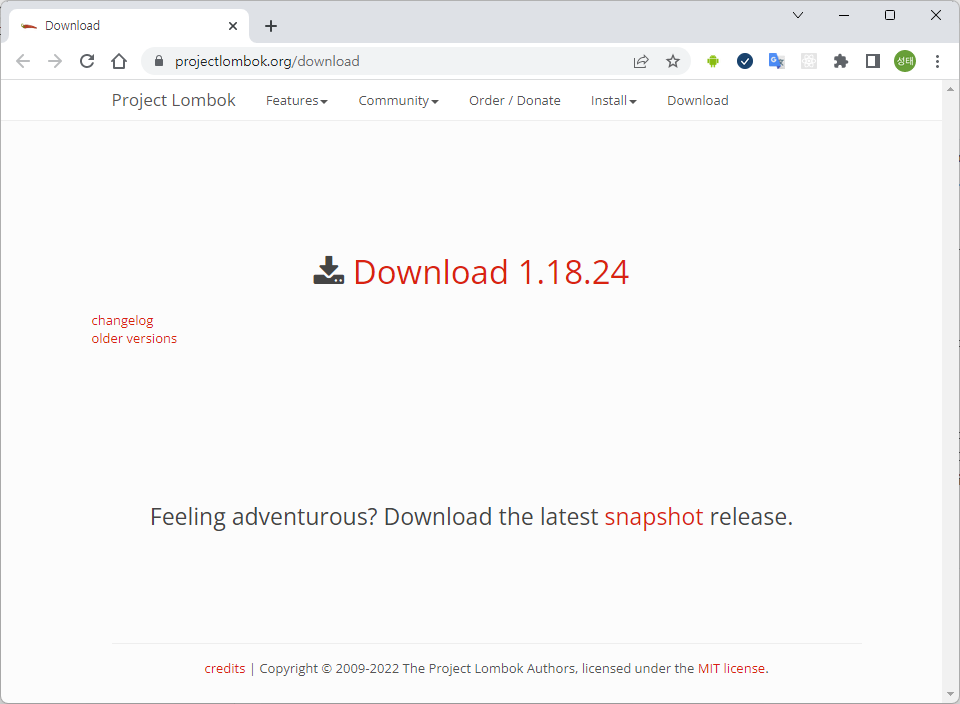 Download
projectlombok.org/download
성태
Project Lombok Features Community Order / Donate Install Download
Download 1.18.24
changelog
older versions
Feeling adventurous? Download the latest snapshot release.
credits | Copyright © 2009-2022 The Project Lombok Authors, licensed under the MIT license.